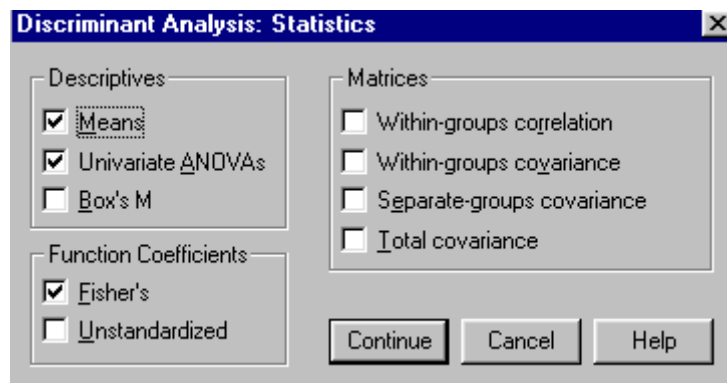 Discriminant Analysis: Statistics
Descriptives
Means
Univariate ANOVAs
Box's M
Function Coefficients
Fisher's
Unstandardized
Matrices
Within-groups correlation
Within-groups covariance
Separate-groups covariance
Total covariance
Continue
Cancel
Help